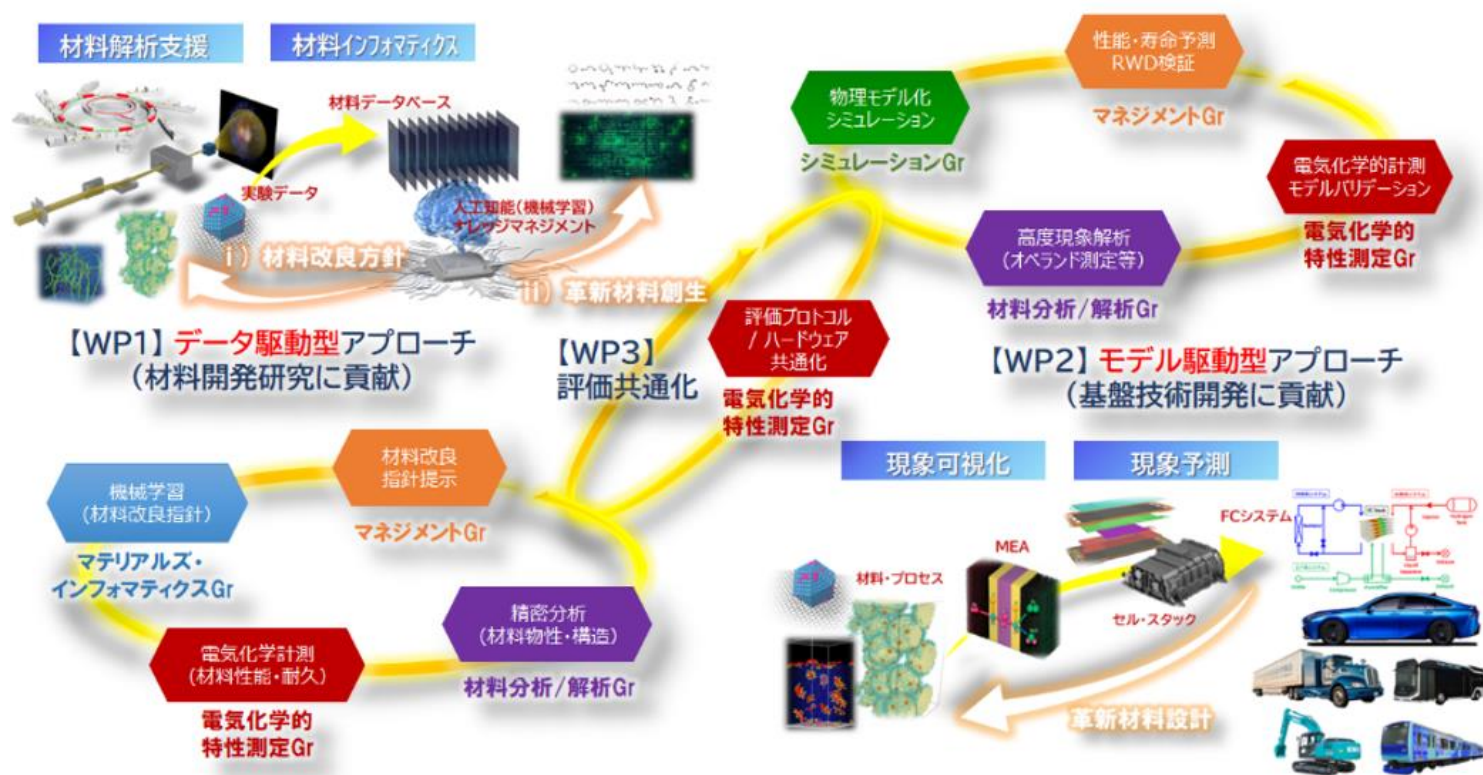 材料解析支援
材料インフォマティクス
材料データベース
実験データ
人工知能(機械学習)
ナレッジマネジメント
ⅰ)材料改良方針
ⅱ)革新材料創生
【WP1】データ駆動型アプローチ
(材料開発研究に貢献)
【WP3】
評価共通化
評価プロトコル
/ ハードウェア
共通化
電気化学的
特性測定Gr
物理モデル化
シミュレーション
シミュレーションGr
性能・寿命予測
RWD検証
マネジメントGr
電気化学的計測
モデルバリデーション
電気化学的
特性測定Gr
高度現象解析
(オペランド測定等)
材料分析/解析Gr
【WP2】モデル駆動型アプローチ
(基盤技術開発に貢献)
機械学習
(材料改良指針)
マテリアルズ・
インフォマティクスGr
材料改良
指針提示
マネジメントGr
電気化学計測
(材料性能・耐久)
電気化学的
特性測定Gr
精密分析
(材料物性・構造)
材料分析/解析Gr
現象可視化
現象予測
材料・プロセス
MEA
セル・スタック
FCシステム
革新材料設計